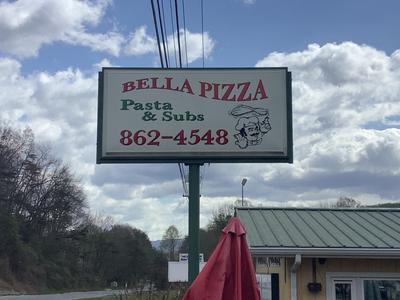 BELLA PIZZA
Pasta
& Subs
862-4548